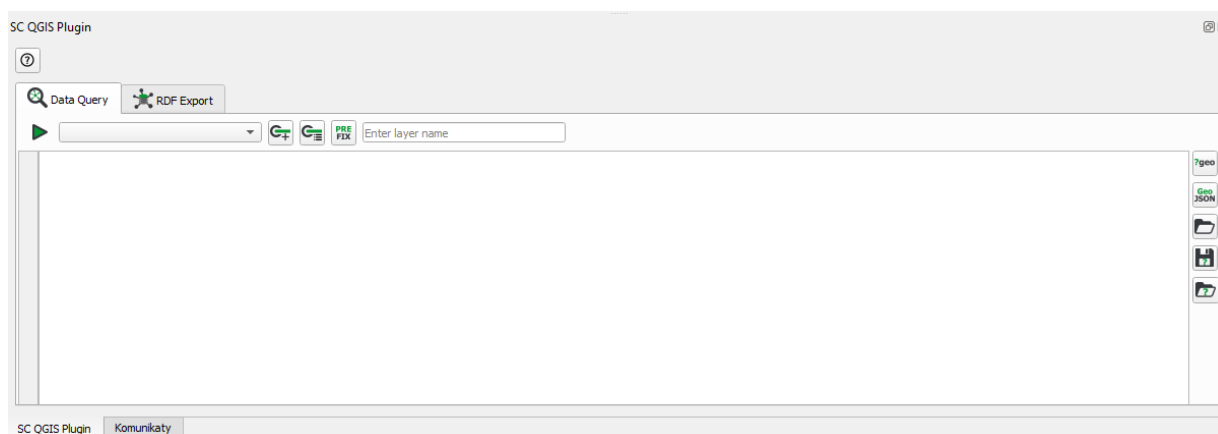 SC QGIS Plugin
Data Query RDF Export
PRE
FIX
Enter layer name
?geo
Geo
JSON
?
?
SC QGIS Plugin Komunikaty